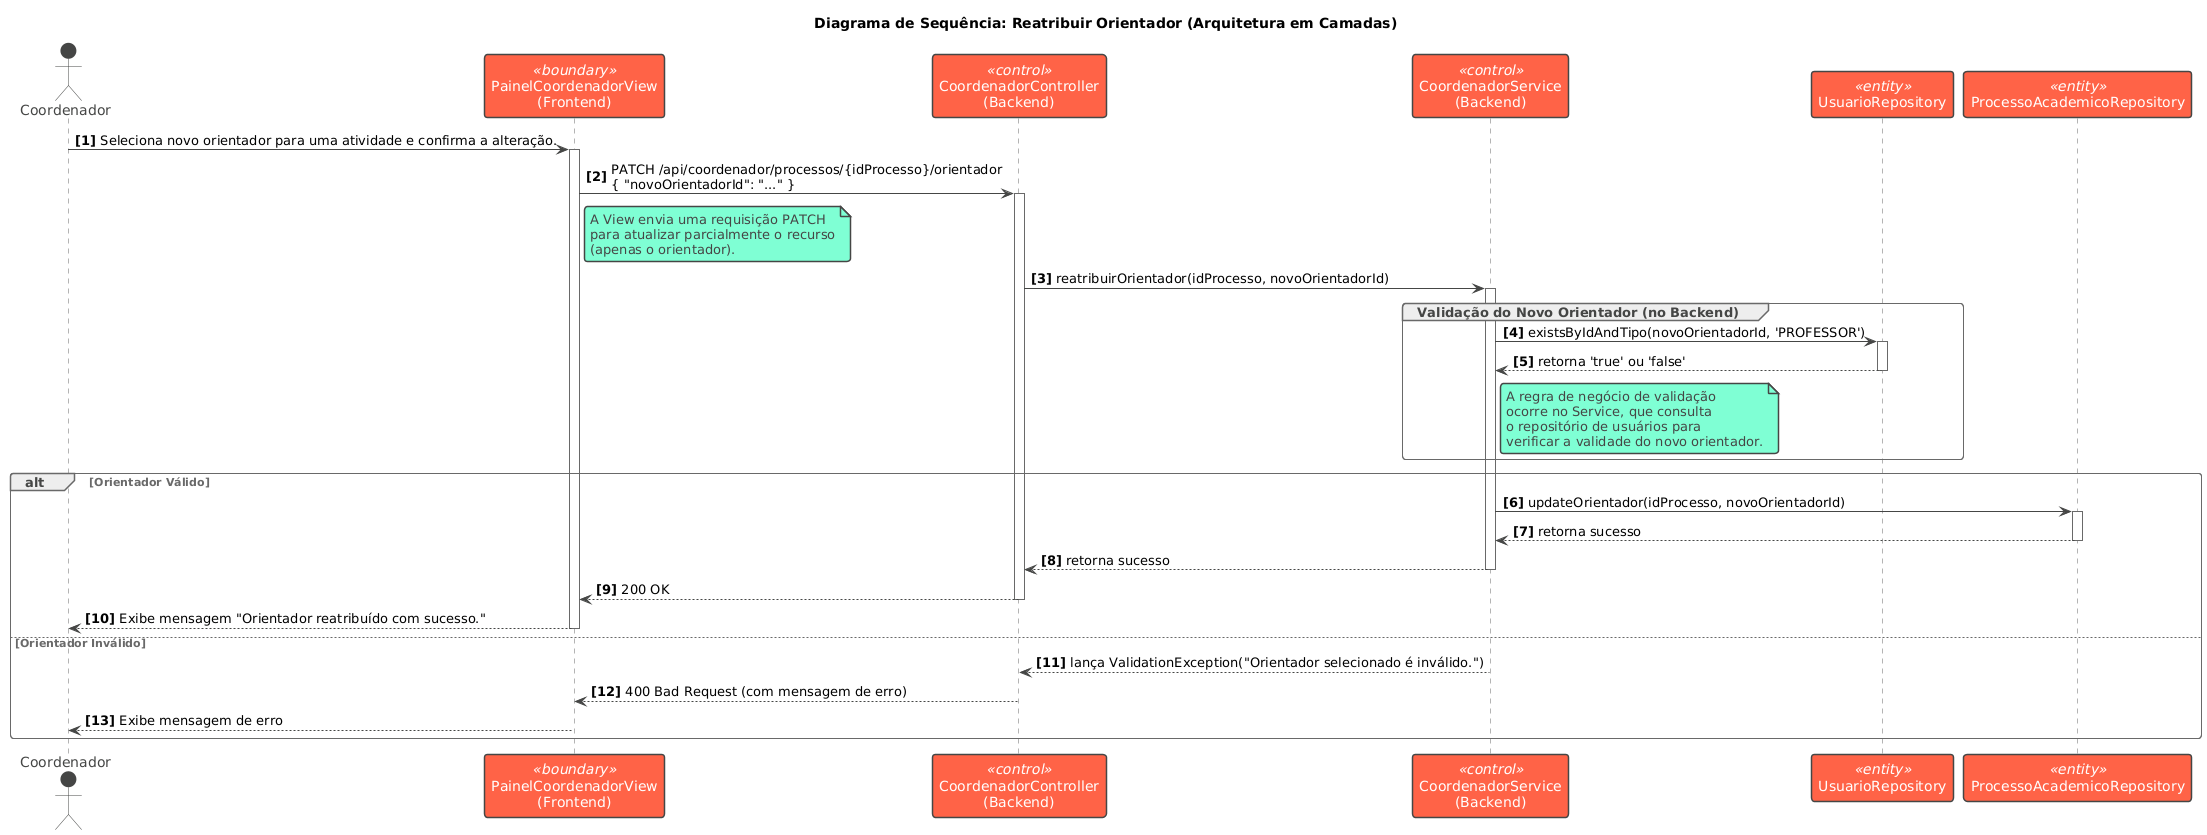 Diagrama de Sequência: Reatribuir Orientador (Arquitetura em Camadas)
Coordenador
«boundary»
PainelCoordenadorView
(Frontend)
«control»
CoordenadorController
(Backend)
«control»
CoordenadorService
(Backend)
«entity»
UsuarioRepository
«entity»
ProcessoAcademicoRepository
[1] Seleciona novo orientador para uma atividade e confirma a alteração.
[2] PATCH /api/coordenador/processos/{idProcesso}/orientador
{ "novoOrientadorId": "..." }
A View envia uma requisição PATCH
para atualizar parcialmente o recurso
(apenas o orientador).
[3] reatribuirOrientador(idProcesso, novoOrientadorId)
Validação do Novo Orientador (no Backend)
[4] existsByIdAndTipo(novoOrientadorId, 'PROFESSOR')
[5] retorna 'true' ou 'false'
A regra de negócio de validação
ocorre no Service, que consulta
o repositório de usuários para
verificar a validade do novo orientador.
alt [Orientador Válido]
[6] updateOrientador(idProcesso, novoOrientadorId)
[7] retorna sucesso
[8] retorna sucesso
[9] 200 OK
[10] Exibe mensagem "Orientador reatribuído com sucesso."
[Orientador Inválido]
[11] lança ValidationException("Orientador selecionado é inválido.")
[12] 400 Bad Request (com mensagem de erro)
[13] Exibe mensagem de erro
Coordenador
«boundary»
PainelCoordenadorView
(Frontend)
«control»
CoordenadorController
(Backend)
«control»
CoordenadorService
(Backend)
«entity»
UsuarioRepository
«entity»
ProcessoAcademicoRepository